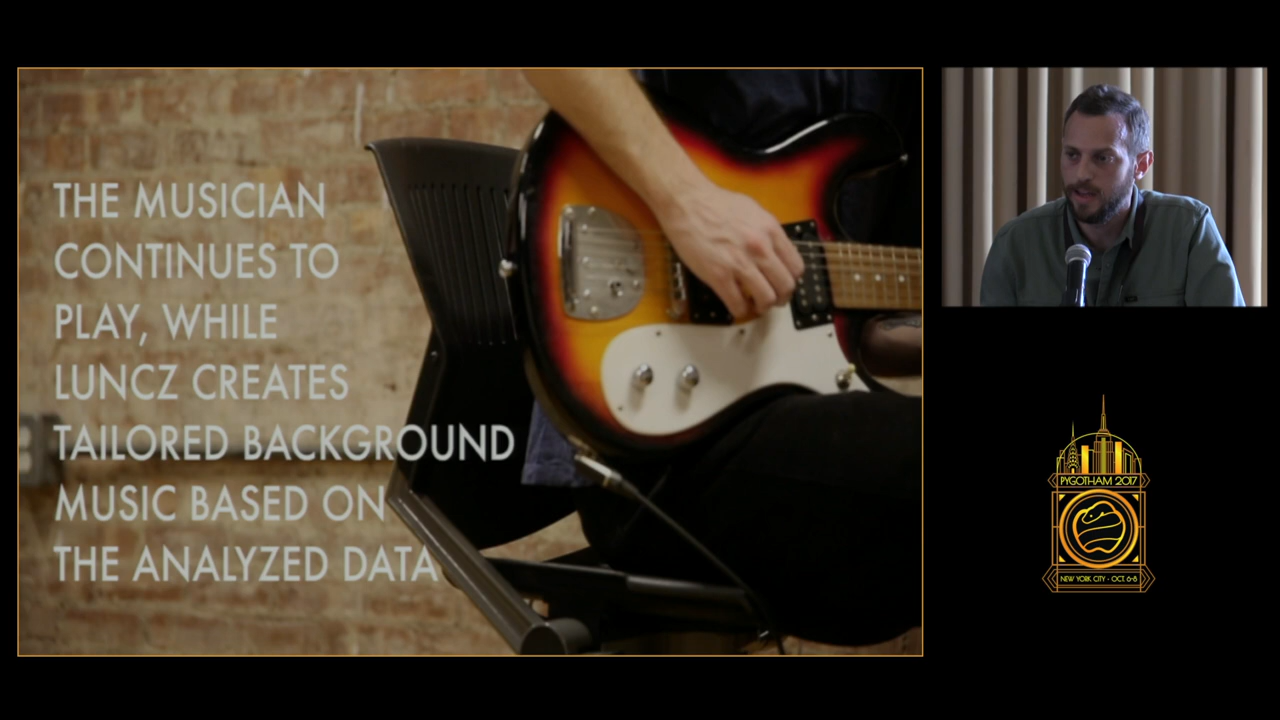 THE MUSICIAN
CONTINUES TO
PLAY, WHILE
LUNCZ CREATES
TAILORED BACKGROUND
MUSIC BASED ON
THE ANALYZED DATA
PYGOTHAM 2017
NEW YORK CITY - OCT. 6-8